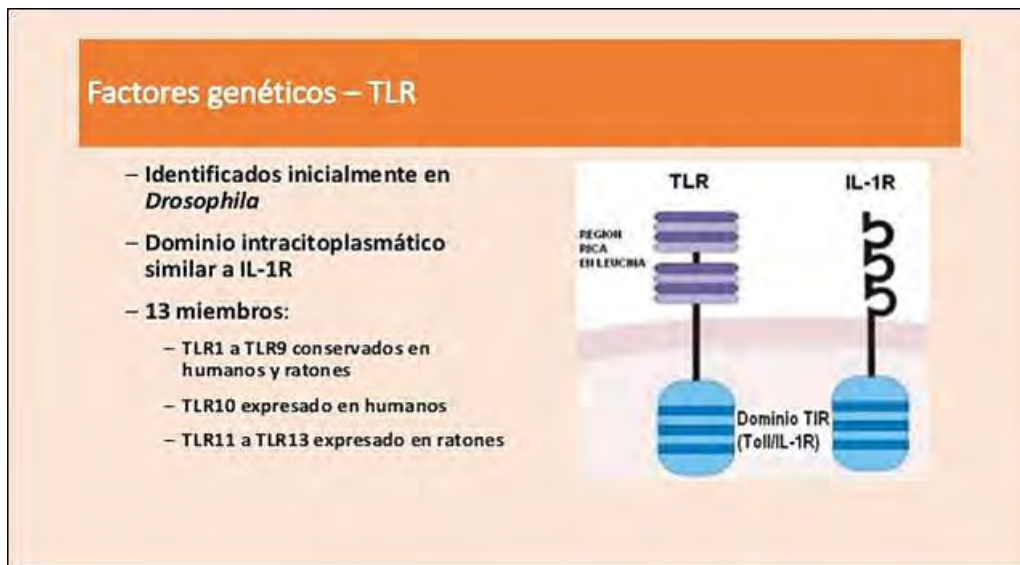 Factores genéticos – TLR
– Identificados inicialmente en
Drosophila
– Dominio intracitoplasmático
similar a IL-1R
– 13 miembros:
– TLR1 a TLR9 conservados en
humanos y ratones
– TLR10 expresado en humanos
– TLR11 a TLR13 expresado en ratones
TLR
IL-1R
REGION
RICA
EN LEUCINA
Dominio TIR
(Toll/IL-1R)